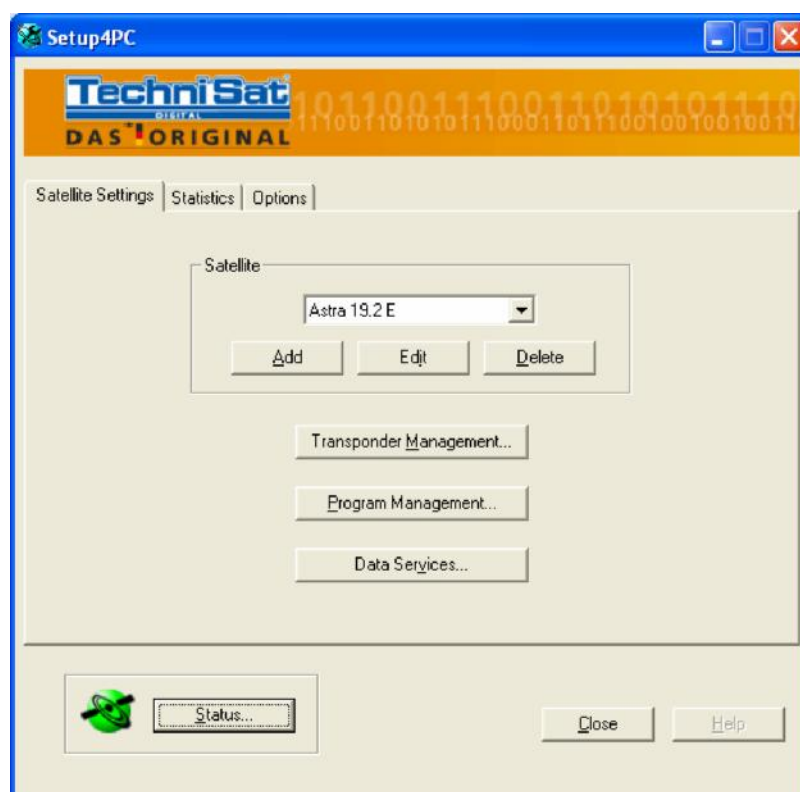 Setup4PC
TechniSat
DIGITAL
DAS ORIGINAL
Satellite Settings
Statistics
Options
Satellite
Astra 19.2 E
Add
Edit
Delete
Transponder Management...
Program Management...
Data Services...
Status...
Close
Help